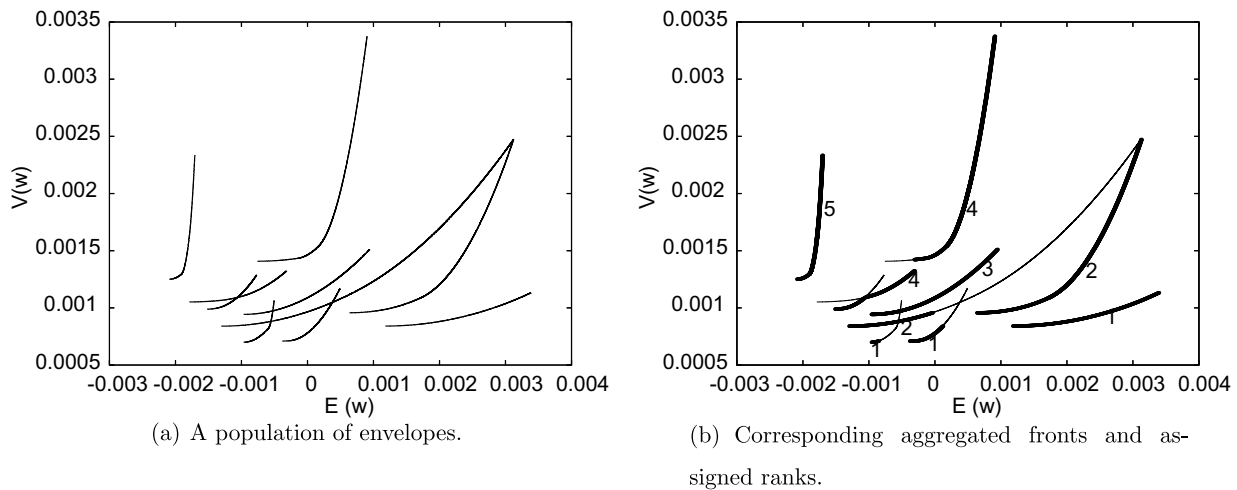 0.0035
0.003
0.0025
0.002
0.0015
0.001
0.0005
V(w)
-0.003 -0.002 -0.001 0 0.001 0.002 0.003 0.004
E (w)
(a) A population of envelopes.
0.0035
0.003
0.0025
0.002
0.0015
0.001
0.0005
V(w)
5
4
4
3
2
2
1
1
1
-0.003 -0.002 -0.001 0 0.001 0.002 0.003 0.004
E (w)
(b) Corresponding aggregated fronts and as-
signed ranks.